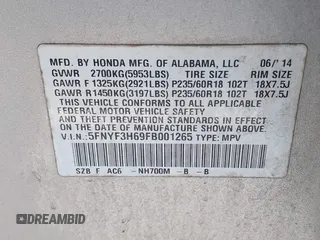 MFD. BY HONDA MFG. OF ALABAMA, LLC 06/'14
GVWR 2700KG(5953LBS) TIRE SIZE RIM SIZE
GAWR F 1325KG(2921LBS) P235/60R18 102T 18X7.5J
GAWR R 1450KG(3197LBS) P235/60R18 102T 18X7.5J
THIS VEHICLE CONFORMS TO ALL APPLICABLE
FEDERAL MOTOR VEHICLE SAFETY AND
THEFT PREVENTION STANDARDS IN EFFECT ON
THE DATE OF MANUFACTURE SHOWN ABOVE.
V.I.N.: 5FNYF3H69FB001265 TYPE: MPV
SZB F AC6 - NH700M - B - B
DREAMBID